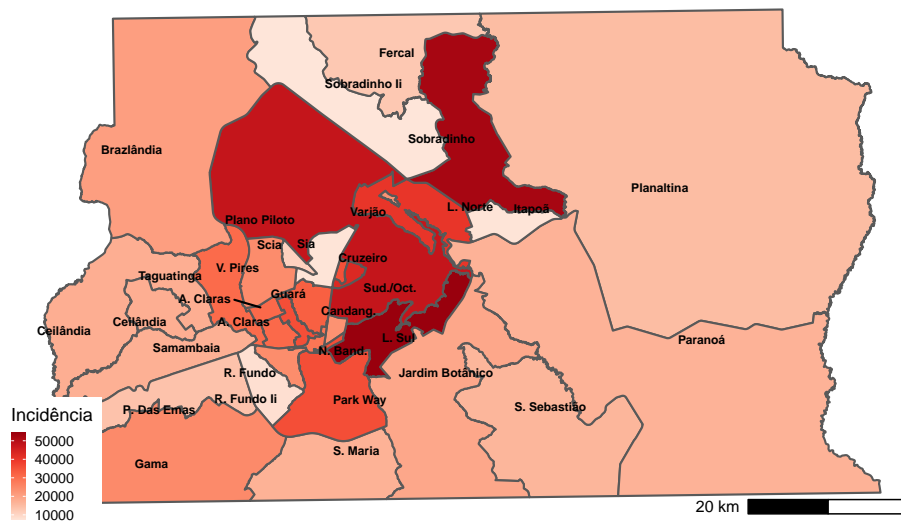 Fercal
Sobradinho Ii
Sobradinho
Brazlândia
Planaltina
L. Norte
Itapoã
Varjão
Plano Piloto
Scia
Sia
Cruzeiro
V. Pires
Taguatinga
Guará
Sud./Oct.
A. Claras
Candang.
Ceilândia
Ceilândia
A. Claras
L. Sul
Paranoá
Samambaia
N. Band.
R. Fundo
Jardim Botânico
R. Fundo Ii
Park Way
P. Das Emas
S. Sebastião
S. Maria
Gama
Incidência
50000
40000
30000
20000
10000
20 km